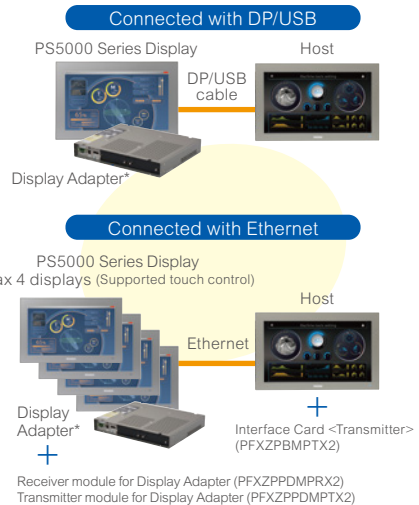 Connected with DP/USB
PS5000 Series Display
Host
DP/USB
cable
Display Adapter*
Connected with Ethernet
PS5000 Series Display
ax 4 displays (Supported touch control)
Host
Ethernet
Display
Adapter*
+
+
Interface Card <Transmitter>
(PFXZPBMPTX2)
Receiver module for Display Adapter (PFXZPPDMPRX2)
Transmitter module for Display Adapter (PFXZPPDMPTX2)